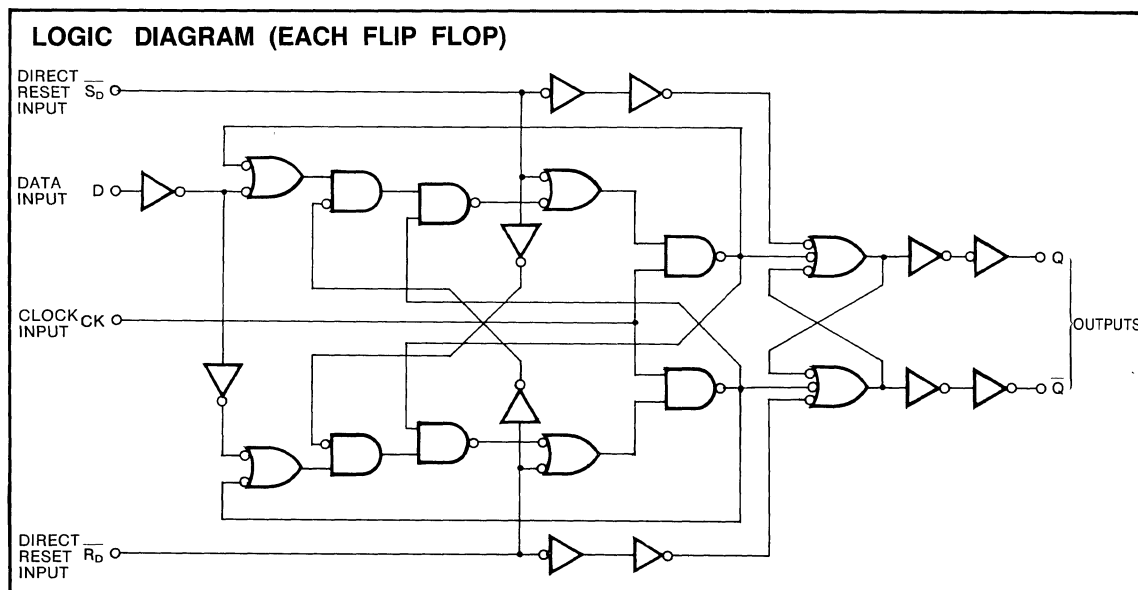 LOGIC DIAGRAM (EACH FLIP FLOP)
DIRECT
RESET S̅D̅
INPUT
DATA
INPUT D
CLOCK CK
INPUT
DIRECT
RESET R̅D̅
INPUT
Q
OUTPUTS
Q̅